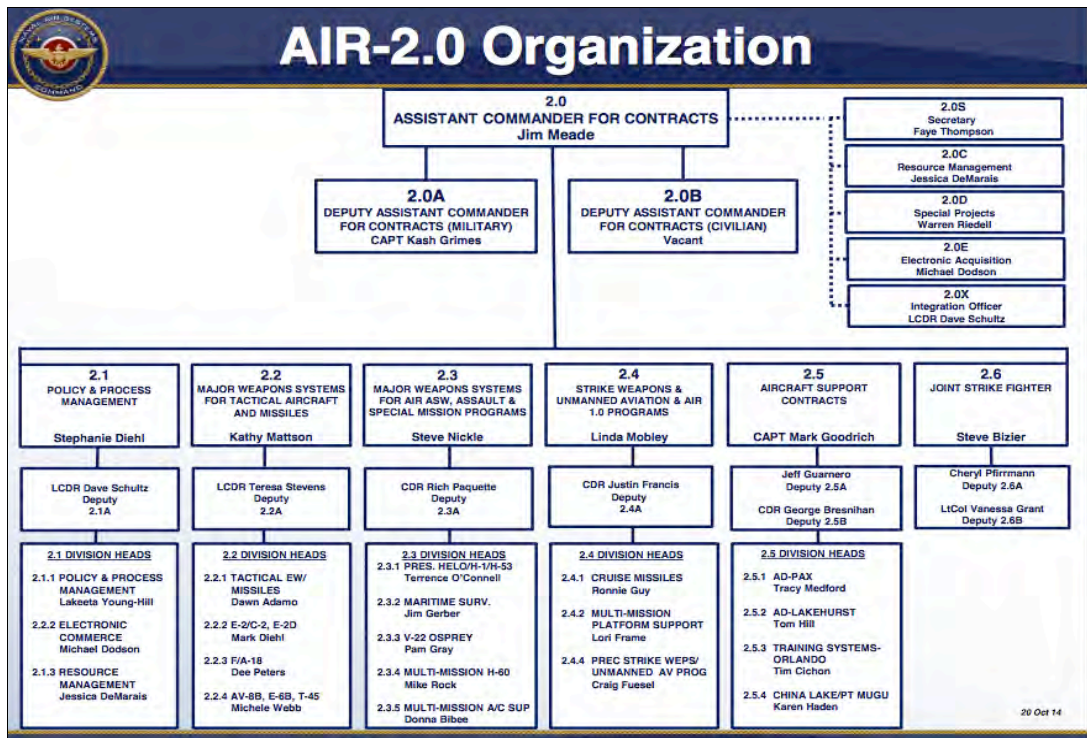 AIR-2.0 Organization
NAVAL AIR SYSTEMS
COMMAND
2.0
ASSISTANT COMMANDER FOR CONTRACTS
Jim Meade
2.0S
Secretary
Faye Thompson
2.0C
Resource Management
Jessica DeMarais
2.0D
Special Projects
Warren Riedell
2.0E
Electronic Acquisition
Michael Dodson
2.0X
Integration Officer
LCDR Dave Schultz
2.0A
DEPUTY ASSISTANT COMMANDER
FOR CONTRACTS (MILITARY)
CAPT Kash Grimes
2.0B
DEPUTY ASSISTANT COMMANDER
FOR CONTRACTS (CIVILIAN)
Vacant
2.1
POLICY & PROCESS
MANAGEMENT
Stephanie Diehl
2.2
MAJOR WEAPONS SYSTEMS
FOR TACTICAL AIRCRAFT
AND MISSILES
Kathy Mattson
2.3
MAJOR WEAPONS SYSTEMS
FOR AIR ASW, ASSAULT &
SPECIAL MISSION PROGRAMS
Steve Nickle
2.4
STRIKE WEAPONS &
UNMANNED AVIATION & AIR
1.0 PROGRAMS
Linda Mobley
2.5
AIRCRAFT SUPPORT
CONTRACTS
CAPT Mark Goodrich
2.6
JOINT STRIKE FIGHTER
Steve Bizier
LCDR Dave Schultz
Deputy
2.1A
LCDR Teresa Stevens
Deputy
2.2A
CDR Rich Paquette
Deputy
2.3A
CDR Justin Francis
Deputy
2.4A
Jeff Guarnero
Deputy 2.5A
CDR George Bresnihan
Deputy 2.5B
Cheryl Pfirrmann
Deputy 2.6A
LtCol Vanessa Grant
Deputy 2.6B
2.1 DIVISION HEADS
2.1.1 POLICY & PROCESS
MANAGEMENT
Lakeeta Young-Hill
2.2.2 ELECTRONIC
COMMERCE
Michael Dodson
2.1.3 RESOURCE
MANAGEMENT
Jessica DeMarais
2.2 DIVISION HEADS
2.2.1 TACTICAL EW/
MISSILES
Dawn Adamo
2.2.2 E-2/C-2, E-2D
Mark Diehl
2.2.3 F/A-18
Dee Peters
2.2.4 AV-8B, E-6B, T-45
Michele Webb
2.3 DIVISION HEADS
2.3.1 PRES. HELO/H-1/H-53
Terrence O'Connell
2.3.2 MARITIME SURV.
Jim Gerber
2.3.3 V-22 OSPREY
Pam Gray
2.3.4 MULTI-MISSION H-60
Mike Rock
2.3.5 MULTI-MISSION A/C SUP
Donna Bibee
2.4 DIVISION HEADS
2.4.1 CRUISE MISSILES
Ronnie Guy
2.4.2 MULTI-MISSION
PLATFORM SUPPORT
Lori Frame
2.4.4 PREC STRIKE WEPS/
UNMANNED AV PROG
Craig Fuesel
2.5 DIVISION HEADS
2.5.1 AD-PAX
Tracy Medford
2.5.2 AD-LAKEHURST
Tom Hill
2.5.3 TRAINING SYSTEMS-
ORLANDO
Tim Cichon
2.5.4 CHINA LAKE/PT MUGU
Karen Haden
20 Oct 14